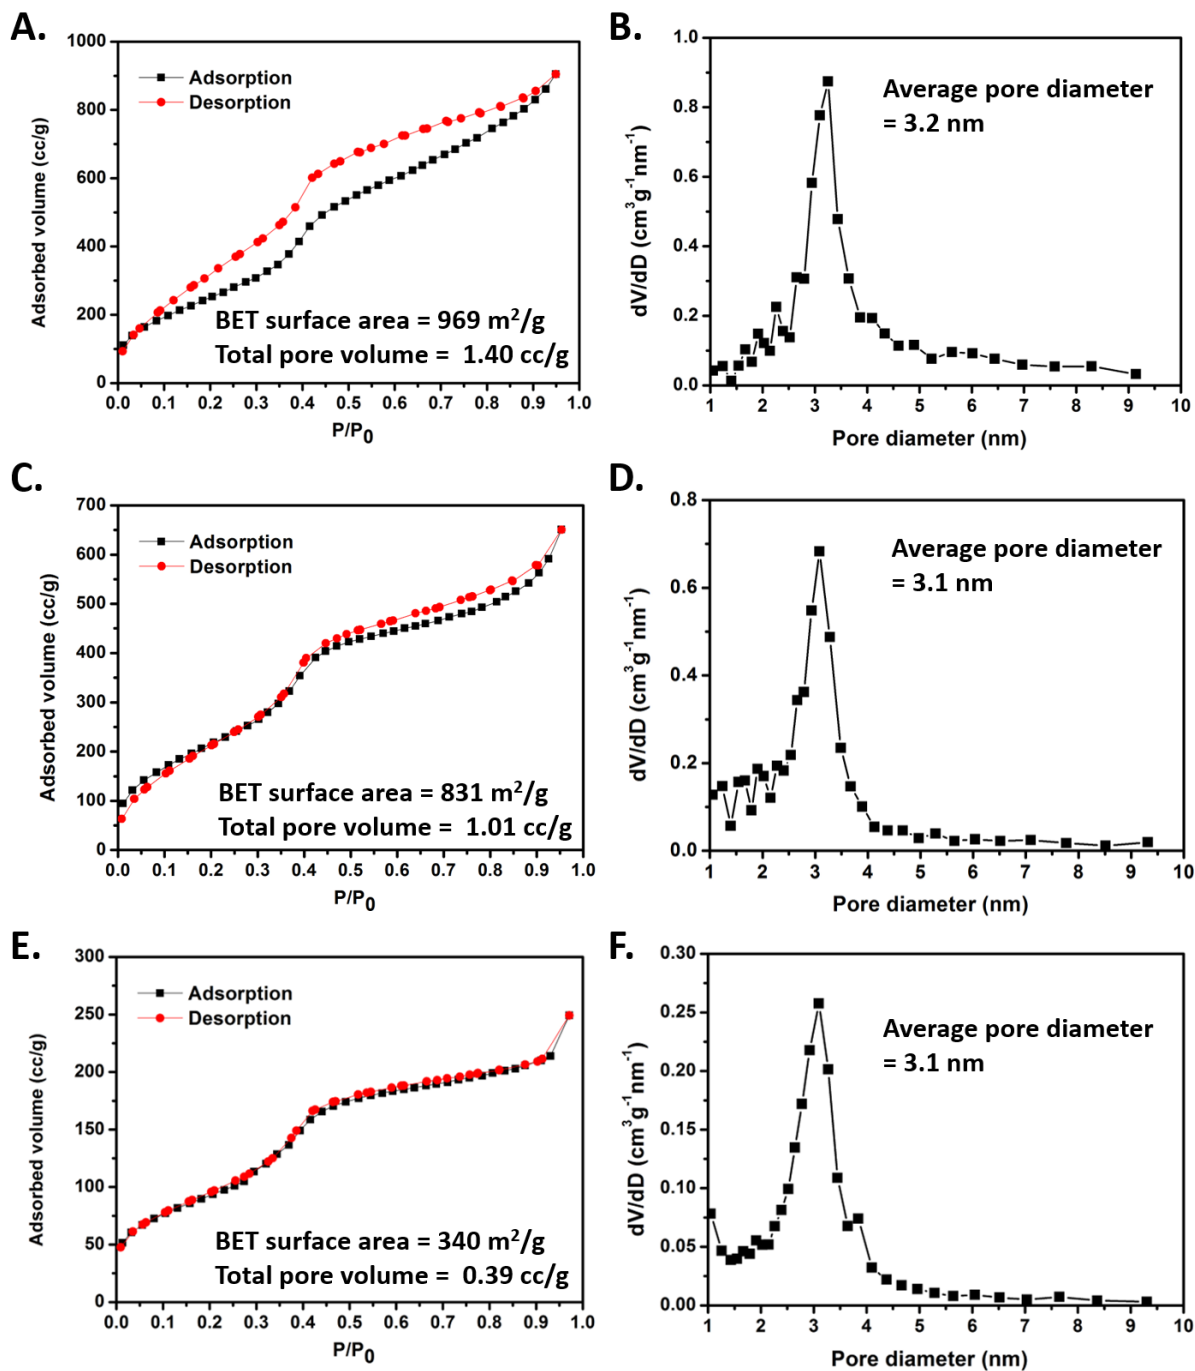 A.
1000
800
600
400
200
0
Adsorbed volume (cc/g)
Adsorption
Desorption
BET surface area = 969 m²/g
Total pore volume = 1.40 cc/g
0.0 0.1 0.2 0.3 0.4 0.5 0.6 0.7 0.8 0.9 1.0
P/P₀
B.
1.0
0.8
0.6
0.4
0.2
0.0
dV/dD (cm³g⁻¹nm⁻¹)
Average pore diameter
= 3.2 nm
1 2 3 4 5 6 7 8 9 10
Pore diameter (nm)
C.
700
600
500
400
300
200
100
0
Adsorbed volume (cc/g)
Adsorption
Desorption
BET surface area = 831 m²/g
Total pore volume = 1.01 cc/g
0.0 0.1 0.2 0.3 0.4 0.5 0.6 0.7 0.8 0.9 1.0
P/P₀
D.
0.8
0.6
0.4
0.2
0.0
dV/dD (cm³g⁻¹nm⁻¹)
Average pore diameter
= 3.1 nm
1 2 3 4 5 6 7 8 9 10
Pore diameter (nm)
E.
300
250
200
150
100
50
0
Adsorbed volume (cc/g)
Adsorption
Desorption
BET surface area = 340 m²/g
Total pore volume = 0.39 cc/g
0.0 0.1 0.2 0.3 0.4 0.5 0.6 0.7 0.8 0.9 1.0
P/P₀
F.
0.30
0.25
0.20
0.15
0.10
0.05
0.00
dV/dD (cm³g⁻¹nm⁻¹)
Average pore diameter
= 3.1 nm
1 2 3 4 5 6 7 8 9 10
Pore diameter (nm)